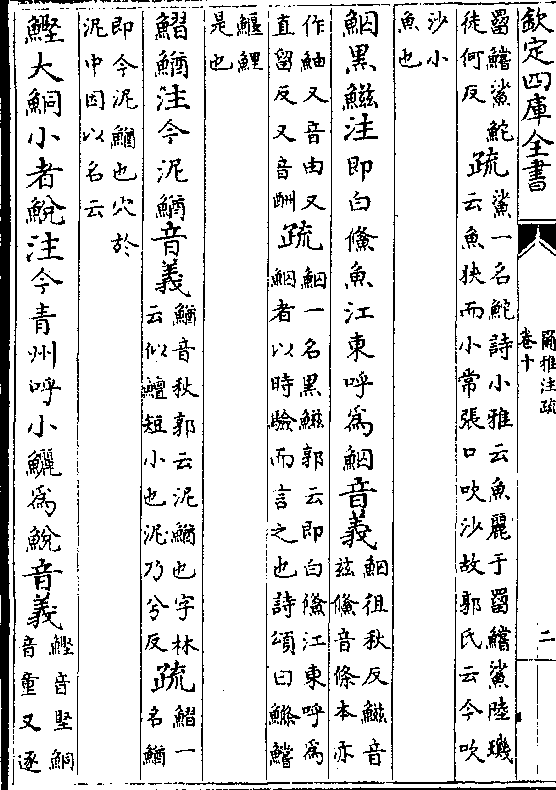 欽定四庫全書
爾雅注疏
卷十
二
罶鱨鯊鮀
徒何反
疏
鯊一名鮀詩小雅云魚麗于罶鱨鯊陸璣
云魚狹而小常張口吹沙故郭氏云今吹
沙小
魚也
鮂黑鰦注即白鯈魚江東呼為鮂音義
鮂徂秋反鰦音
兹鯈音條本亦
作鮋又音由又
直留反又音酬
疏
鮂一名黑鰦郭云即白鯈江東呼為
鮂者以時驗而言之也詩頌曰鰷鱨
鰋鯉
是也
鰼鰌注今泥鰌音義
鰌音秋郭云泥鰌也字林
云似鱣短小也泥乃兮反
疏
鰼一
名鰌
即今泥鰌也穴於
泥中因以名云
鰹大鮦小者鮵注今青州呼小鱺為鮵音義
鰹音堅鮦
音童又逐